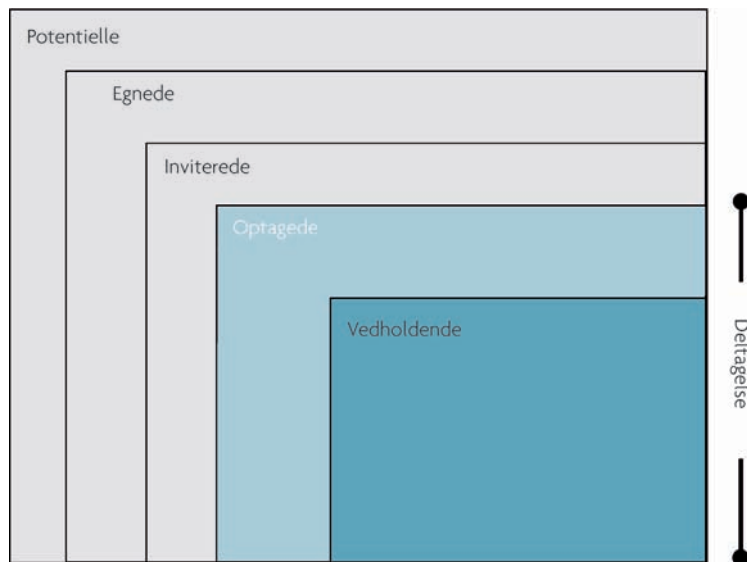 Potentielle
Egnede
Inviterede
Optagede
Vedholdende
Deltagelse